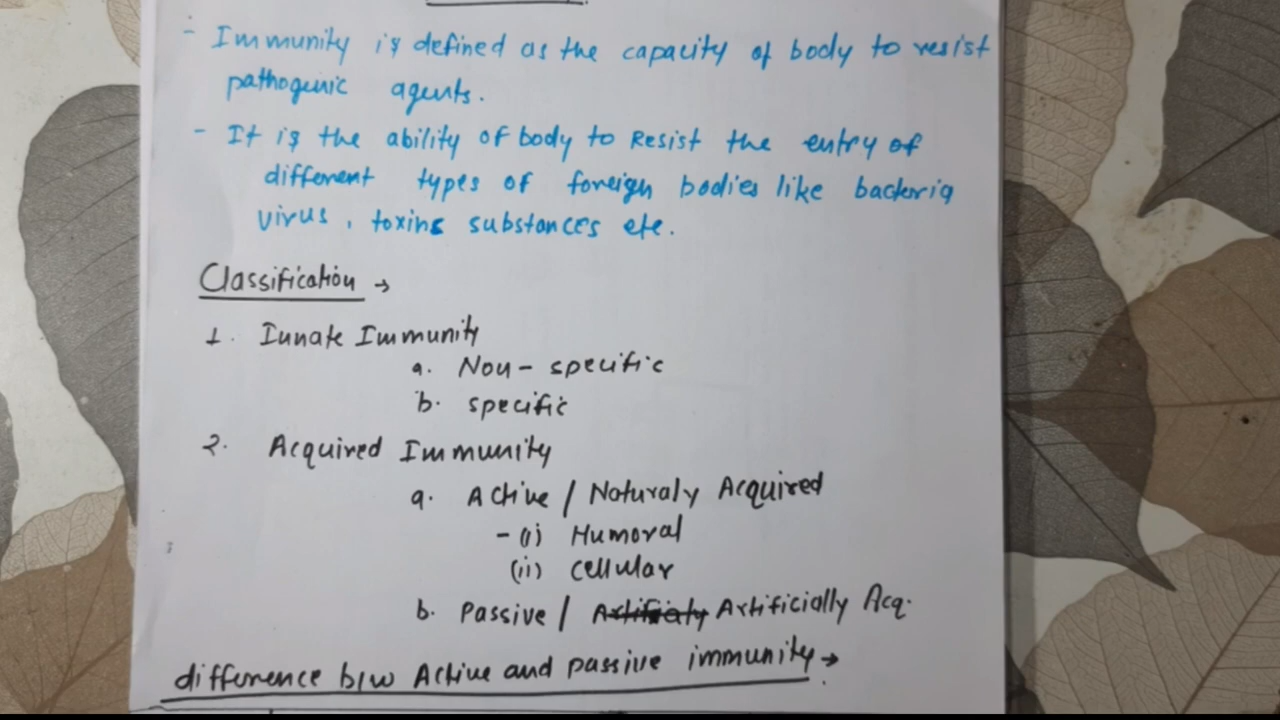 - Immunity is defined as the capacity of body to resist
pathogenic agents.
- It is the ability of body to Resist the entry of
different types of foreign bodies like bacteria
virus, toxins substances etc.
Classification →
1. Innate Immunity
a. Non-specific
b. specific
2. Acquired Immunity
a. Active / Naturaly Acquired
- (i) Humoral
(ii) cellular
b. Passive / Artificially Acq.
difference b/w Active and passive immunity →